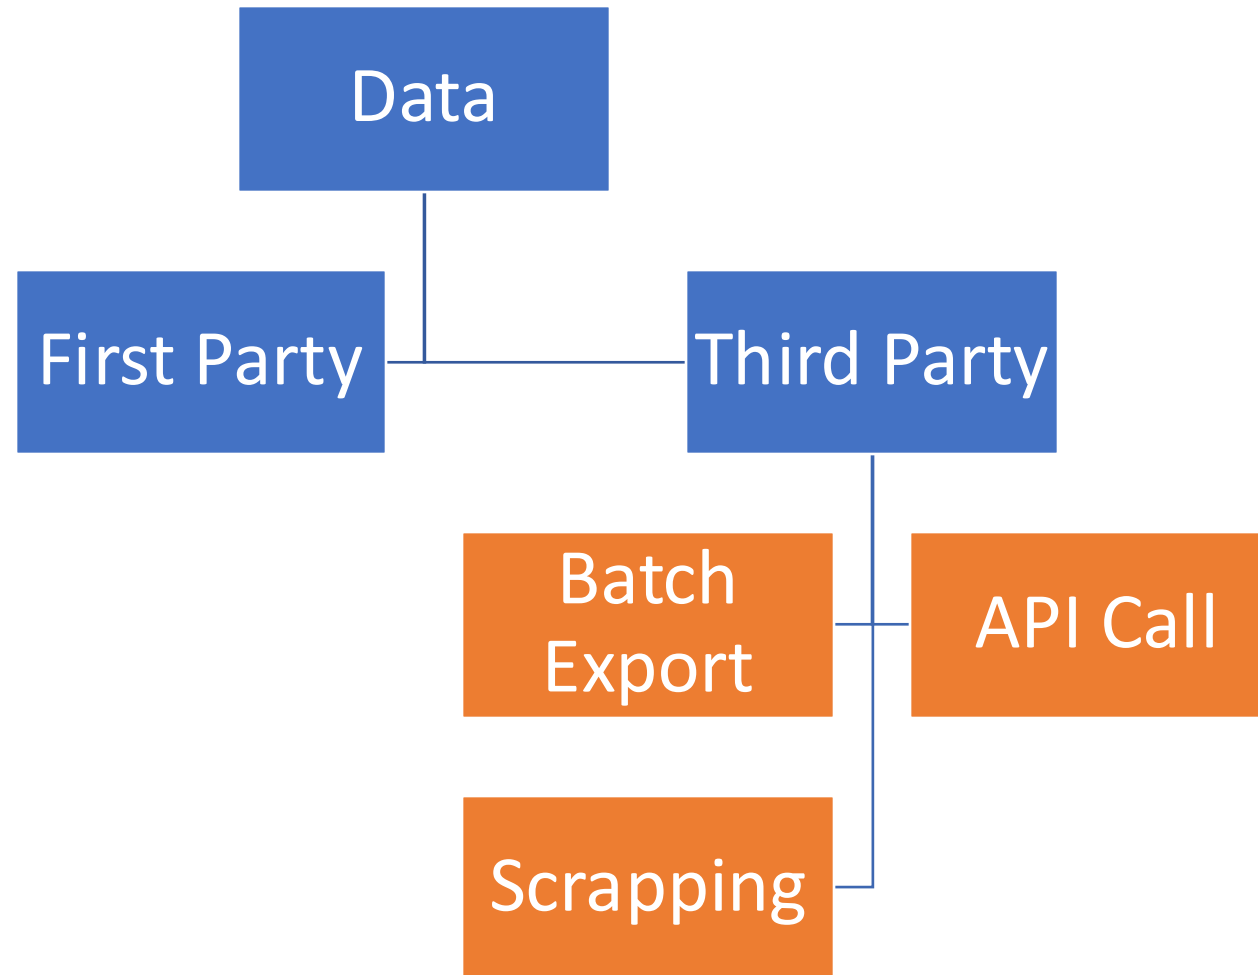 Data
First Party
Third Party
Batch
Export
API Call
Scrapping